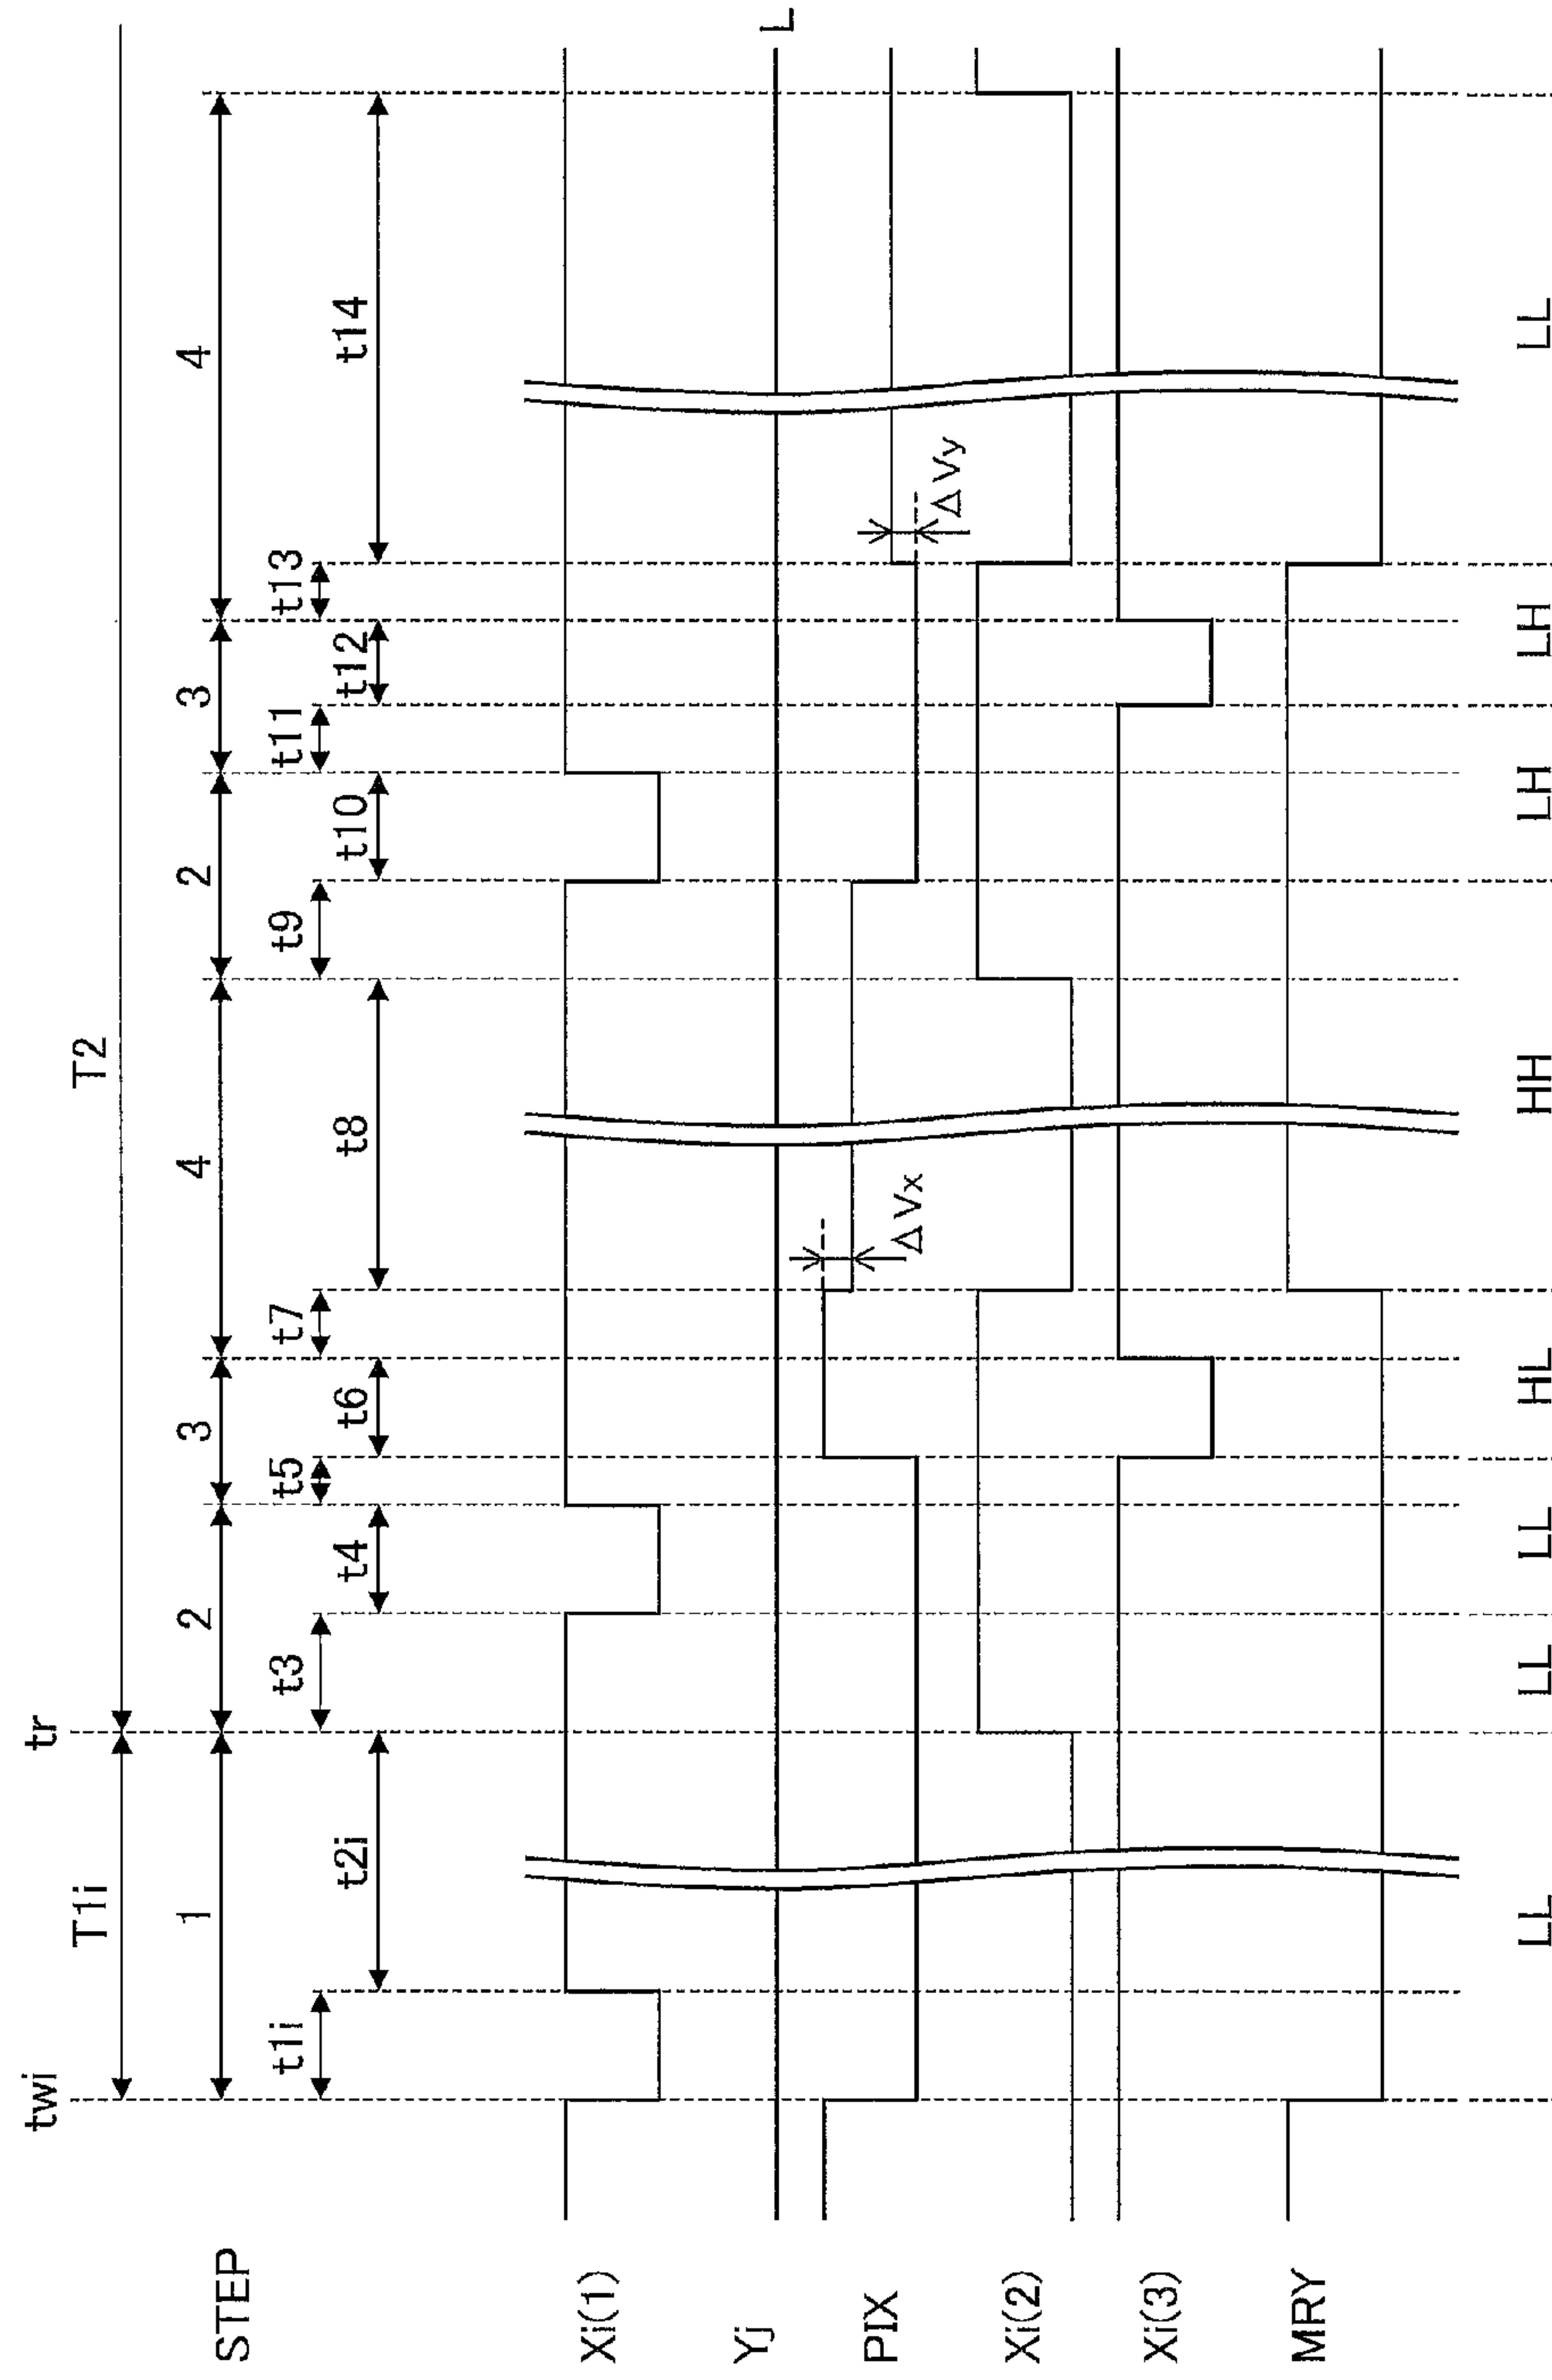 twi tr
T1i T2
STEP 1 2 3 4 2 3 4
t1i t3 t5 t7 t9 t11 t13
t2i t4 t6 t8 t10 t12 t14
Xi(1)
Yj L
PIX ΔVx ΔVy
Xi(2)
Xi(3)
MRY
LL LL LL HL HH LH LH LL